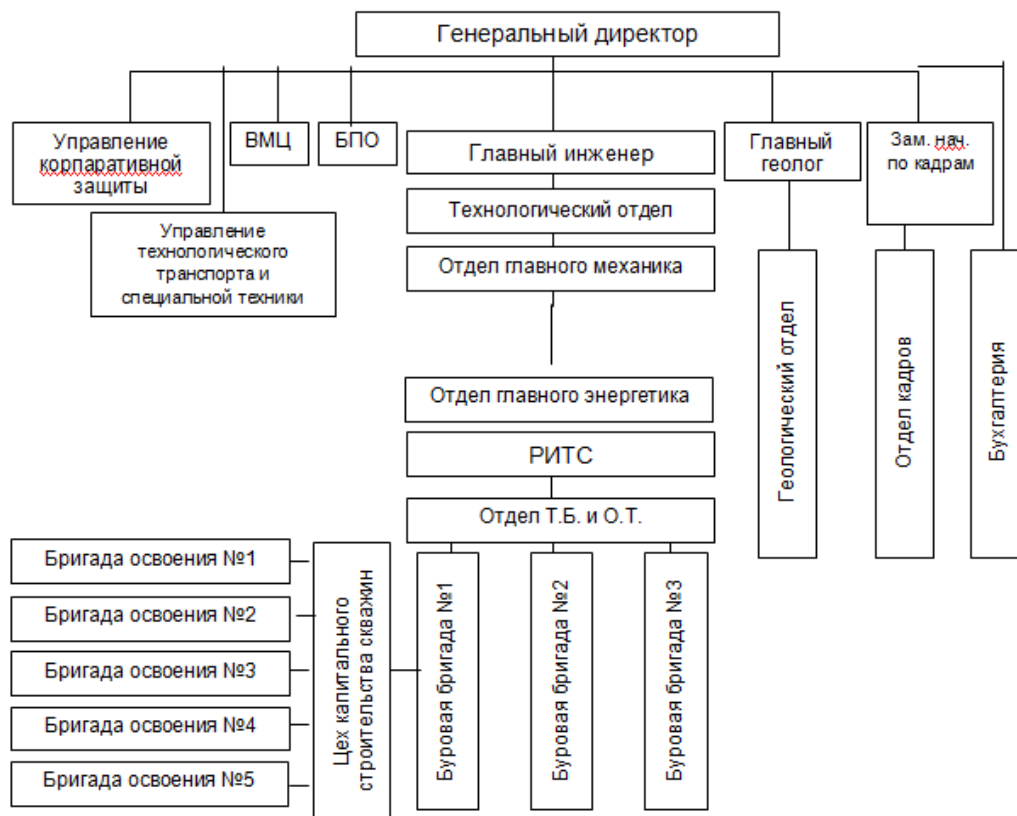 Генеральный директор
Управление
корпаративной
защиты
ВМЦ
БПО
Главный инженер
Главный
геолог
Зам. нач.
по кадрам
Технологический отдел
Управление
технологического
транспорта и
специальной техники
Отдел главного механика
Геологический отдел
Отдел кадров
Бухгалтерия
Отдел главного энергетика
РИТС
Отдел Т.Б. и О.Т.
Бригада освоения №1
Бригада освоения №2
Бригада освоения №3
Бригада освоения №4
Бригада освоения №5
Цех капитального
строительства скважин
Буровая бригада №1
Буровая бригада №2
Буровая бригада №3